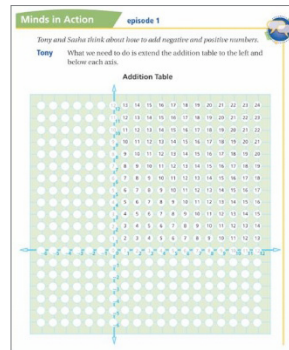 Minds in Action
episode 1
Tony and Sasha think about how to add negative and positive numbers.
Tony What we need to do is extend the addition table to the left and
below each axis.
Addition Table
13 14 15 16 17 18 19 20 21 22 23 24
12 13 14 15 16 17 18 19 20 21 22 23
11 12 13 14 15 16 17 18 19 20 21 22
10 11 12 13 14 15 16 17 18 19 20 21
9 10 11 12 13 14 15 16 17 18 19 20
8 9 10 11 12 13 14 15 16 17 18 19
7 8 9 10 11 12 13 14 15 16 17 18
6 7 8 9 10 11 12 13 14 15 16 17
5 6 7 8 9 10 11 12 13 14 15 16
4 5 6 7 8 9 10 11 12 13 14 15
3 4 5 6 7 8 9 10 11 12 13 14
2 3 4 5 6 7 8 9 10 11 12 13